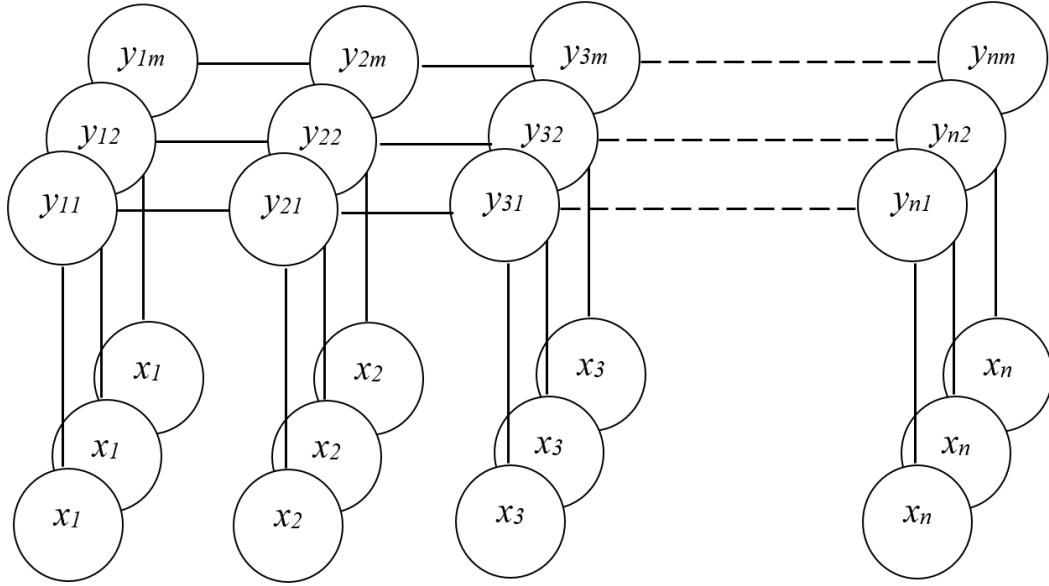 y1m y2m y3m ynm
y12 y22 y32 yn2
y11 y21 y31 yn1
x1 x2 x3 xn
x1 x2 x3 xn
x1 x2 x3 xn